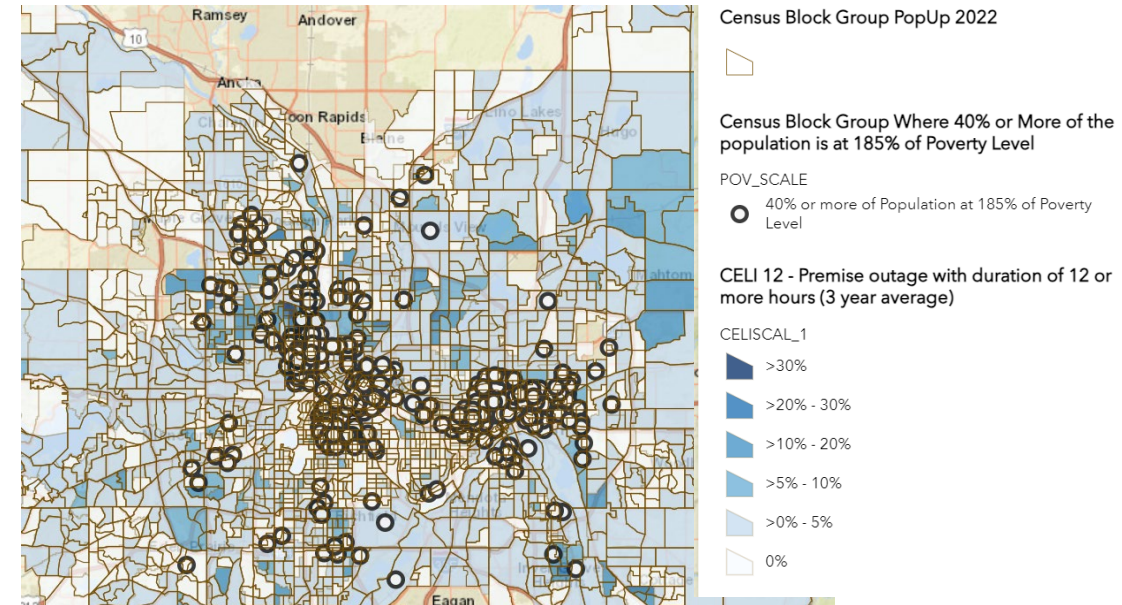 Ramsey
Andover
10
oon Rapids
Lino Lakes
Hugo
Mahtom
Eagan
Census Block Group PopUp 2022
Census Block Group Where 40% or More of the
population is at 185% of Poverty Level
POV_SCALE
40% or more of Population at 185% of Poverty
Level
CELI 12 - Premise outage with duration of 12 or
more hours (3 year average)
CELISCAL_1
>30%
>20% - 30%
>10% - 20%
>5% - 10%
>0% - 5%
0%